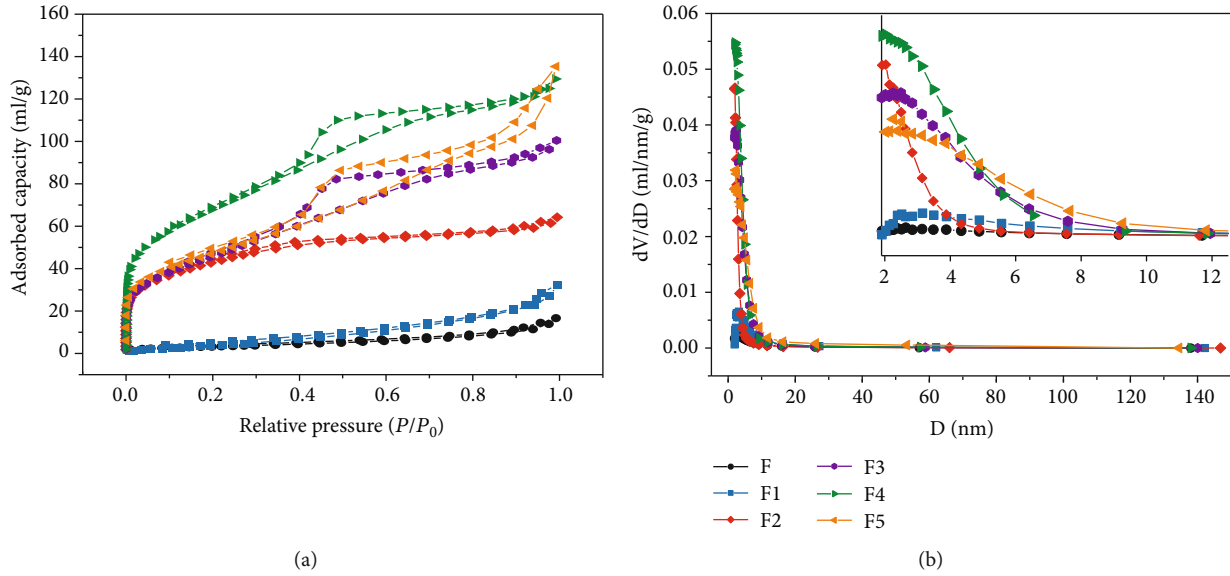 160
140
120
100
80
60
40
20
0
Adsorbed capacity (ml/g)
0.0 0.2 0.4 0.6 0.8 1.0
Relative pressure (P/P0)
(a)
0.06
0.05
0.04
0.03
0.02
0.01
0.00
dV/dD (ml/nm/g)
2 4 6 8 10 12
0 20 40 60 80 100 120 140
D (nm)
F F3
F1 F4
F2 F5
(b)